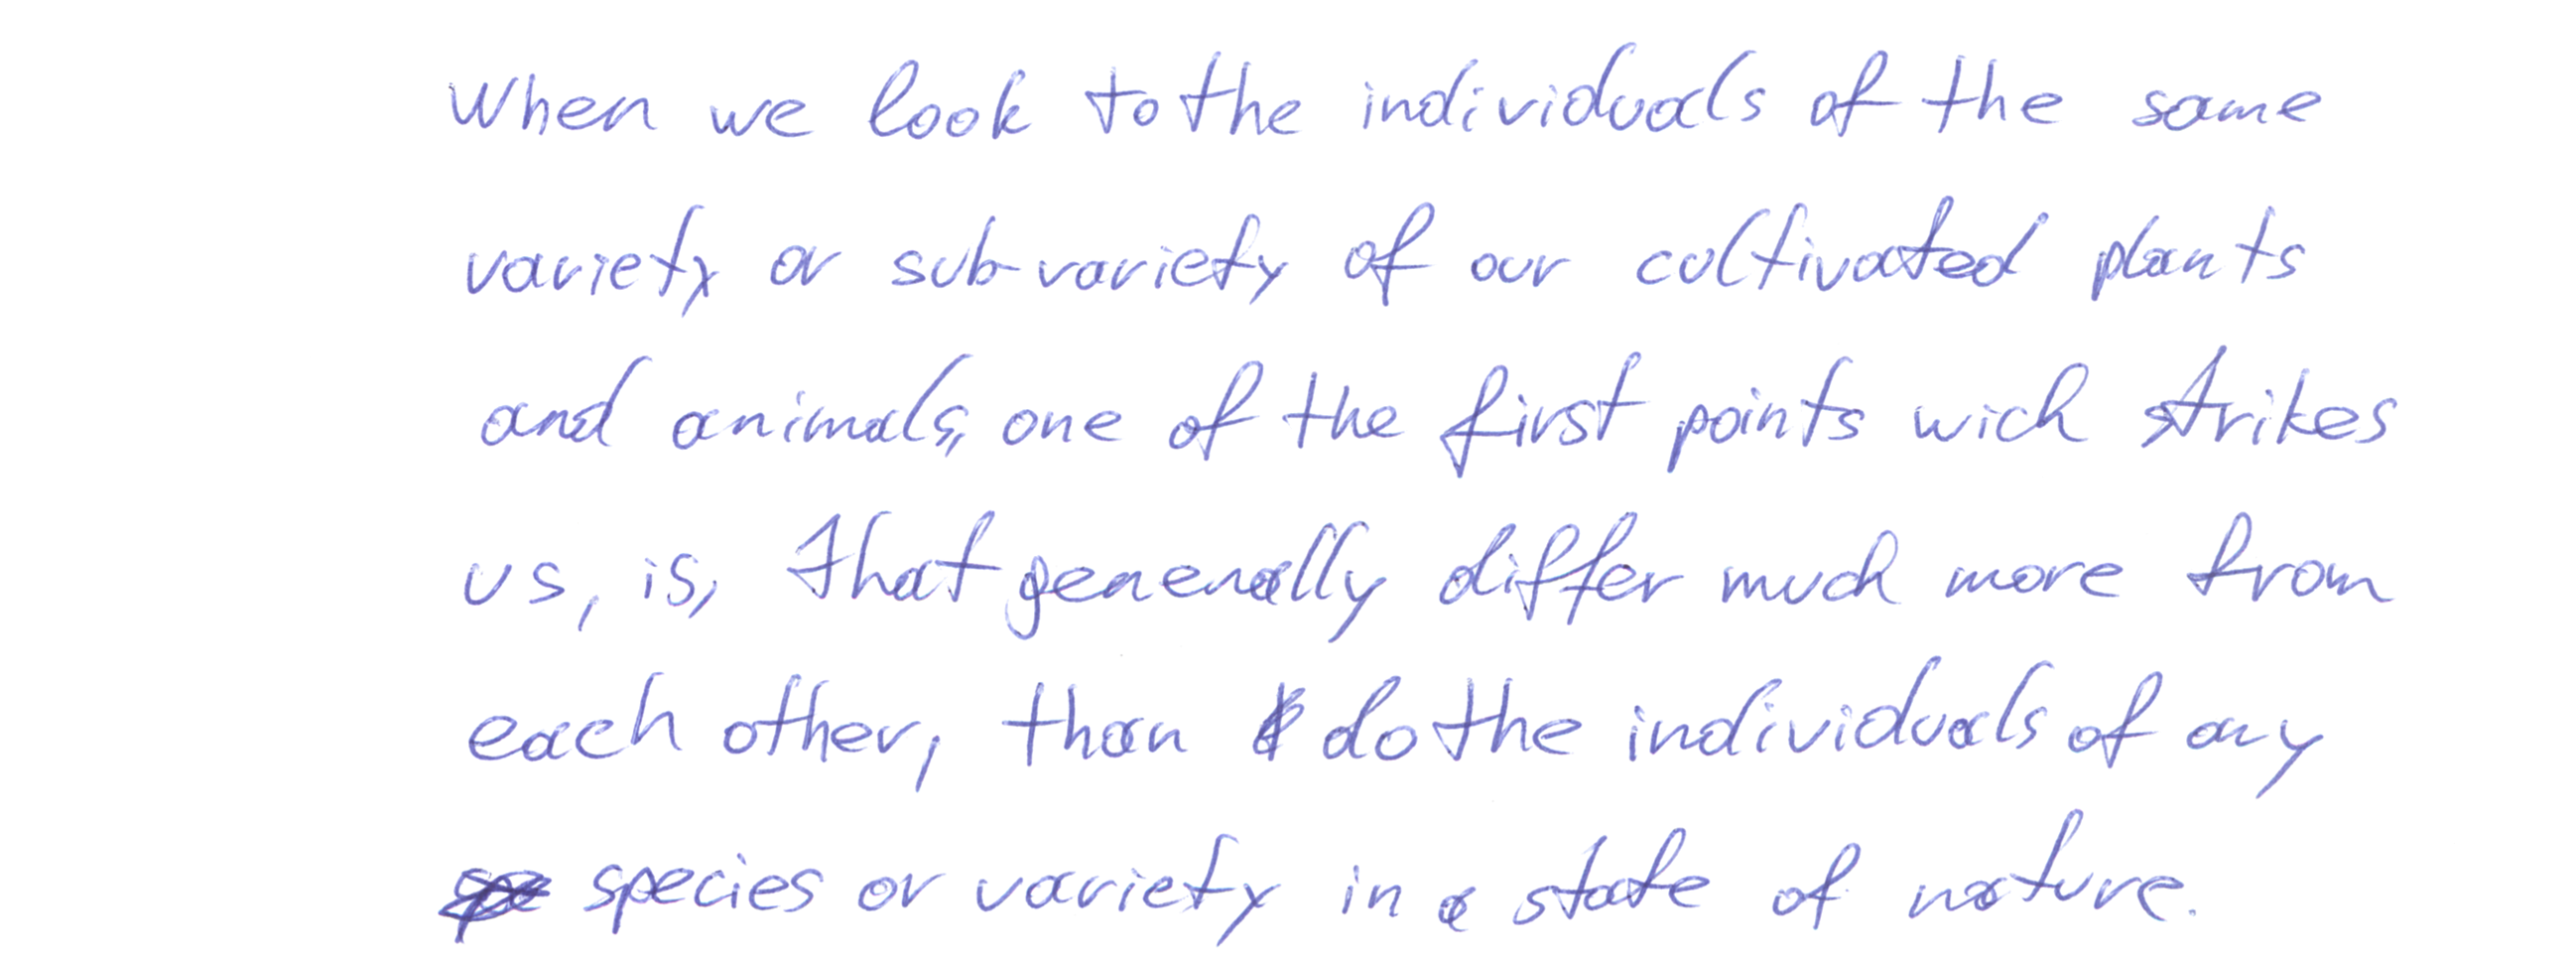 When we look to the individuals of the same
variety or sub-variety of our cultivated plants
and animals, one of the first points wich strikes
us, is, that generally differ much more from
each other, than do the individuals of any
species or variety in a state of nature.